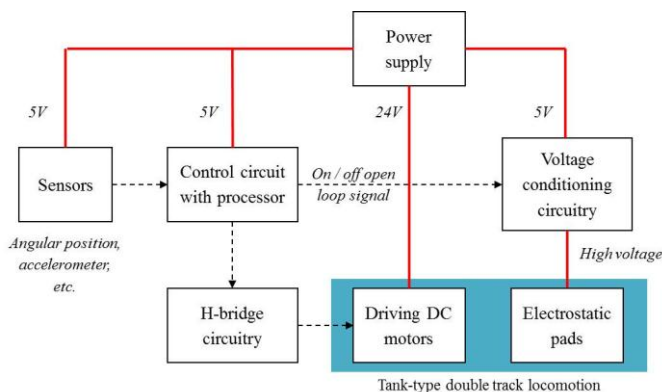 Power
supply
5V
5V
24V
5V
Sensors
Control circuit
with processor
On / off open
loop signal
Voltage
conditioning
circuitry
Angular position,
accelerometer,
etc.
High voltage
H-bridge
circuitry
Driving DC
motors
Electrostatic
pads
Tank-type double track locomotion